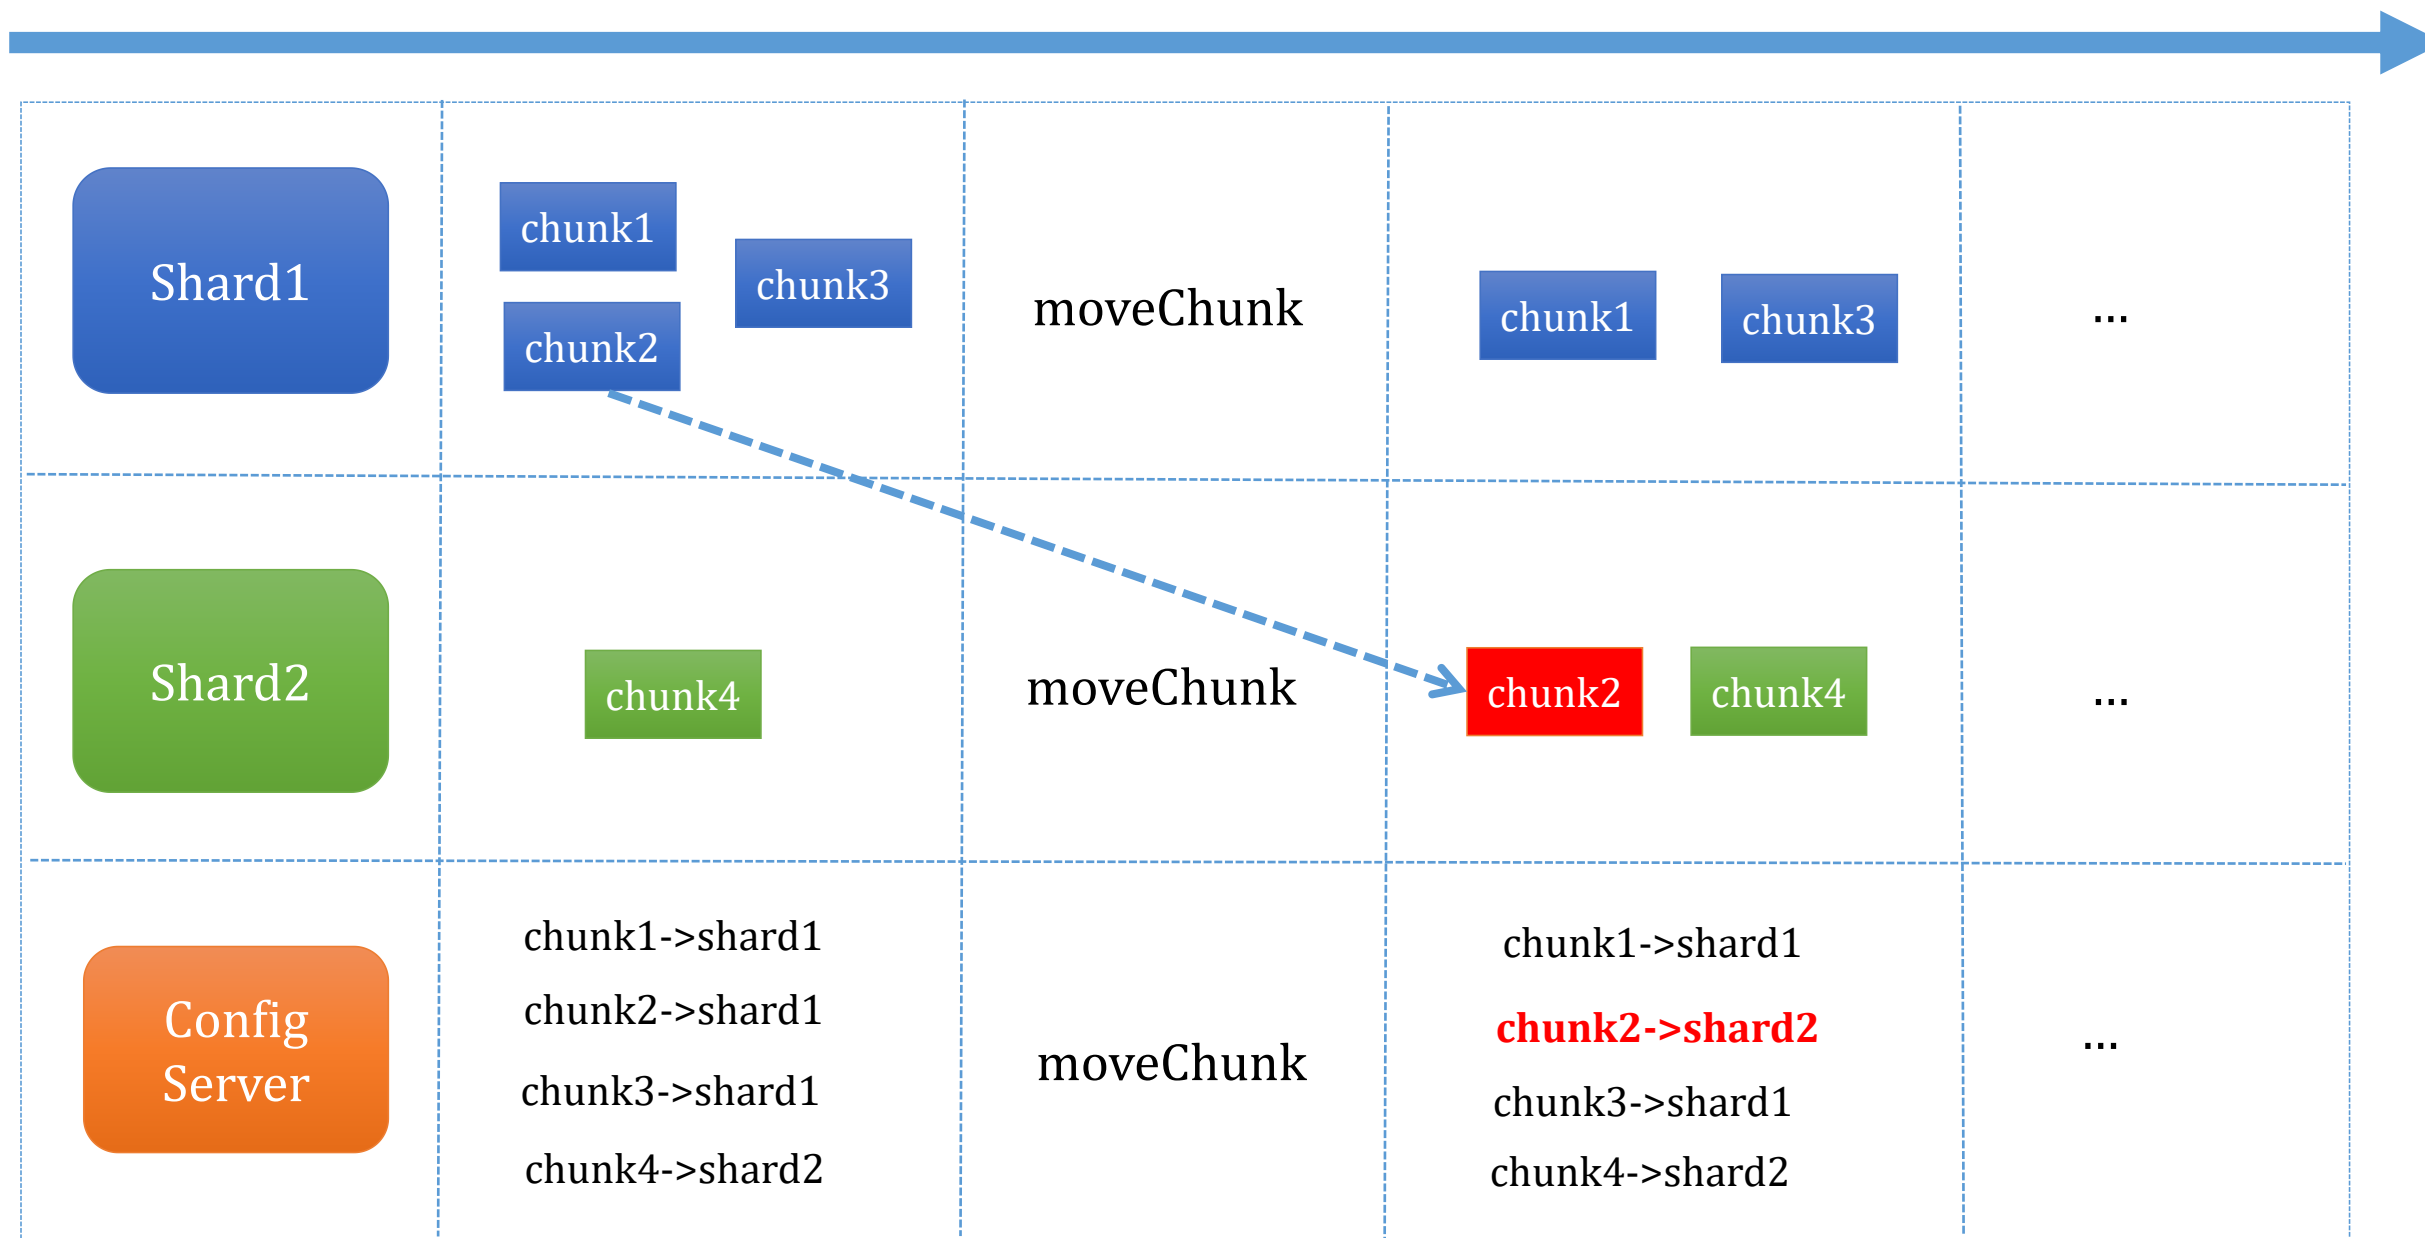 Shard1
chunk1
chunk3
chunk2
moveChunk
chunk1
chunk3
...
Shard2
chunk4
moveChunk
chunk2
chunk4
...
Config
Server
chunk1->shard1
chunk2->shard1
chunk3->shard1
chunk4->shard2
moveChunk
chunk1->shard1
chunk2->shard2
chunk3->shard1
chunk4->shard2
...